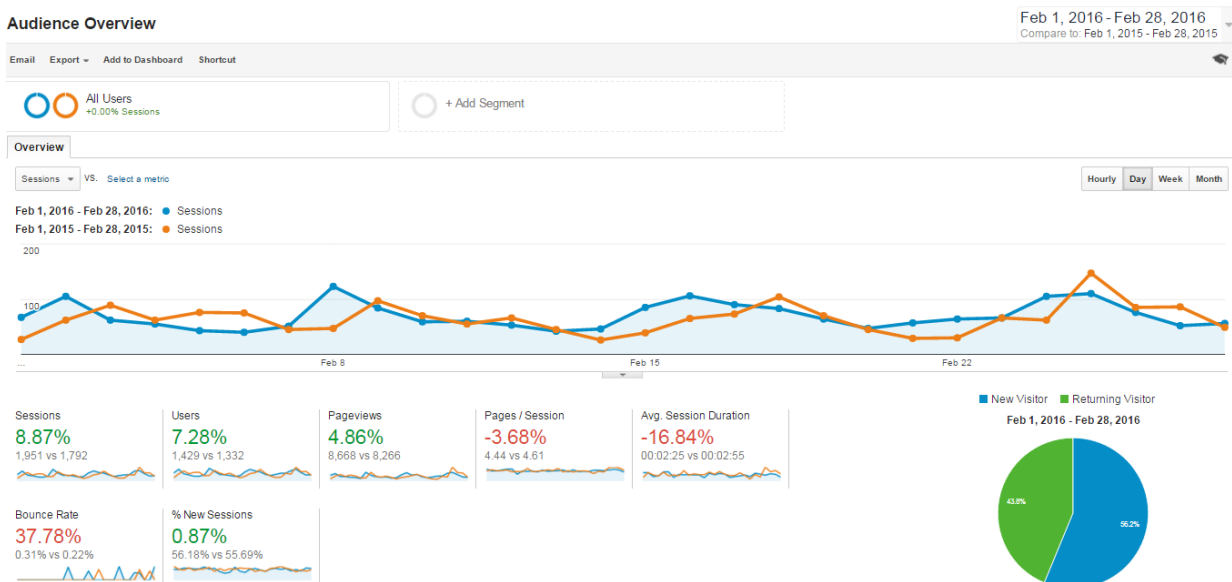 Audience Overview
Feb 1, 2016 - Feb 28, 2016
Compare to: Feb 1, 2015 - Feb 28, 2015
Email Export Add to Dashboard Shortcut
All Users
+0.00% Sessions
+ Add Segment
Overview
Sessions VS. Select a metric
Hourly Day Week Month
Feb 1, 2016 - Feb 28, 2016: Sessions
Feb 1, 2015 - Feb 28, 2015: Sessions
200
100
... Feb 8 Feb 15 Feb 22
New Visitor Returning Visitor
Feb 1, 2016 - Feb 28, 2016
Sessions
8.87%
1,951 vs 1,792
Users
7.28%
1,429 vs 1,332
Pageviews
4.86%
8,668 vs 8,266
Pages / Session
-3.68%
4.44 vs 4.61
Avg. Session Duration
-16.84%
00:02:25 vs 00:02:55
Bounce Rate
37.78%
0.31% vs 0.22%
% New Sessions
0.87%
56.18% vs 55.69%
43.8%
56.2%